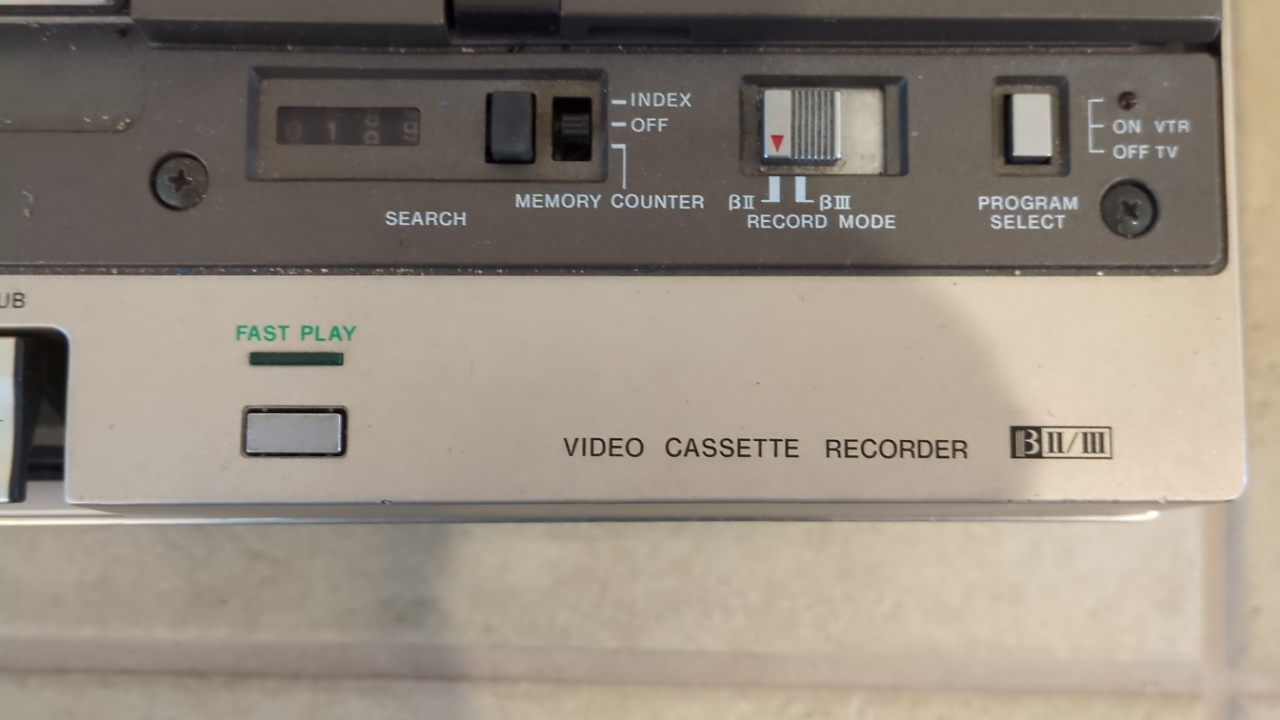 INDEX
OFF
MEMORY COUNTER
SEARCH
βII βIII
RECORD MODE
ON VTR
OFF TV
PROGRAM
SELECT
UB
FAST PLAY
VIDEO CASSETTE RECORDER
βII/III